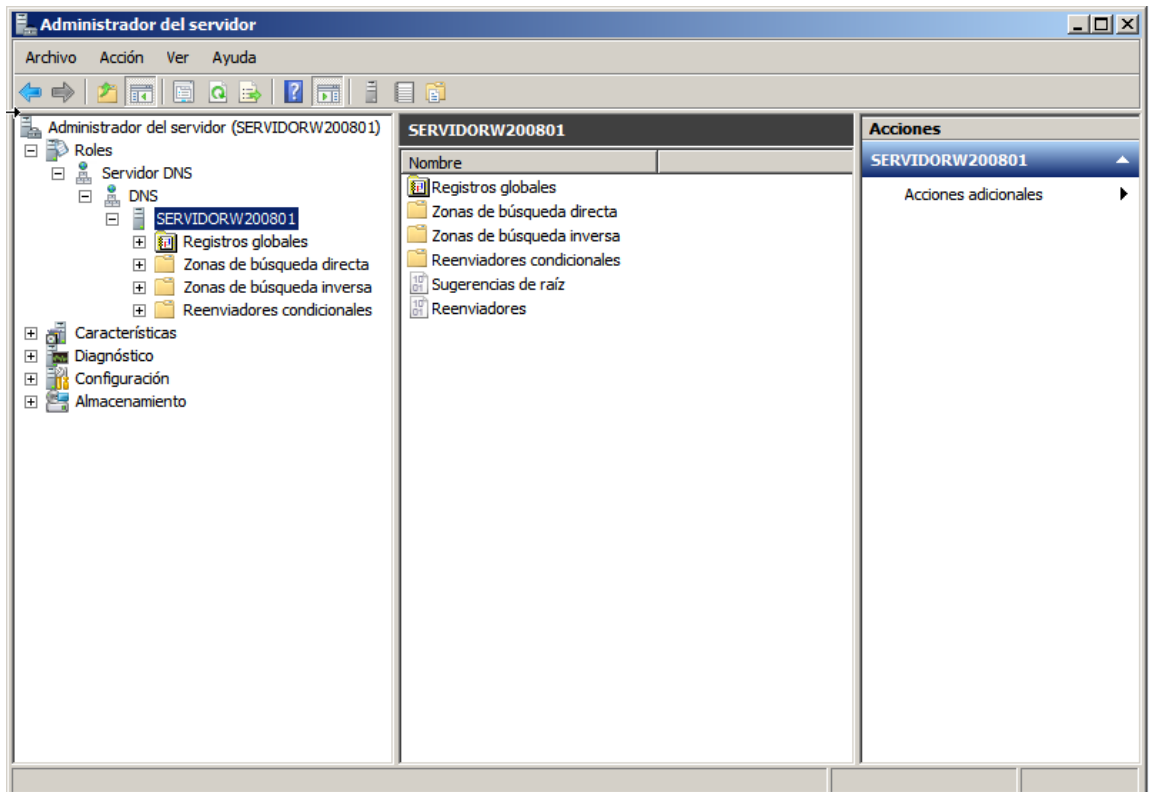 Administrador del servidor
Archivo Acción Ver Ayuda
Administrador del servidor (SERVIDORW200801)
Roles
Servidor DNS
DNS
SERVIDORW200801
Registros globales
Zonas de búsqueda directa
Zonas de búsqueda inversa
Reenviadores condicionales
Características
Diagnóstico
Configuración
Almacenamiento
SERVIDORW200801
Nombre
Registros globales
Zonas de búsqueda directa
Zonas de búsqueda inversa
Reenviadores condicionales
Sugerencias de raíz
Reenviadores
Acciones
SERVIDORW200801
Acciones adicionales